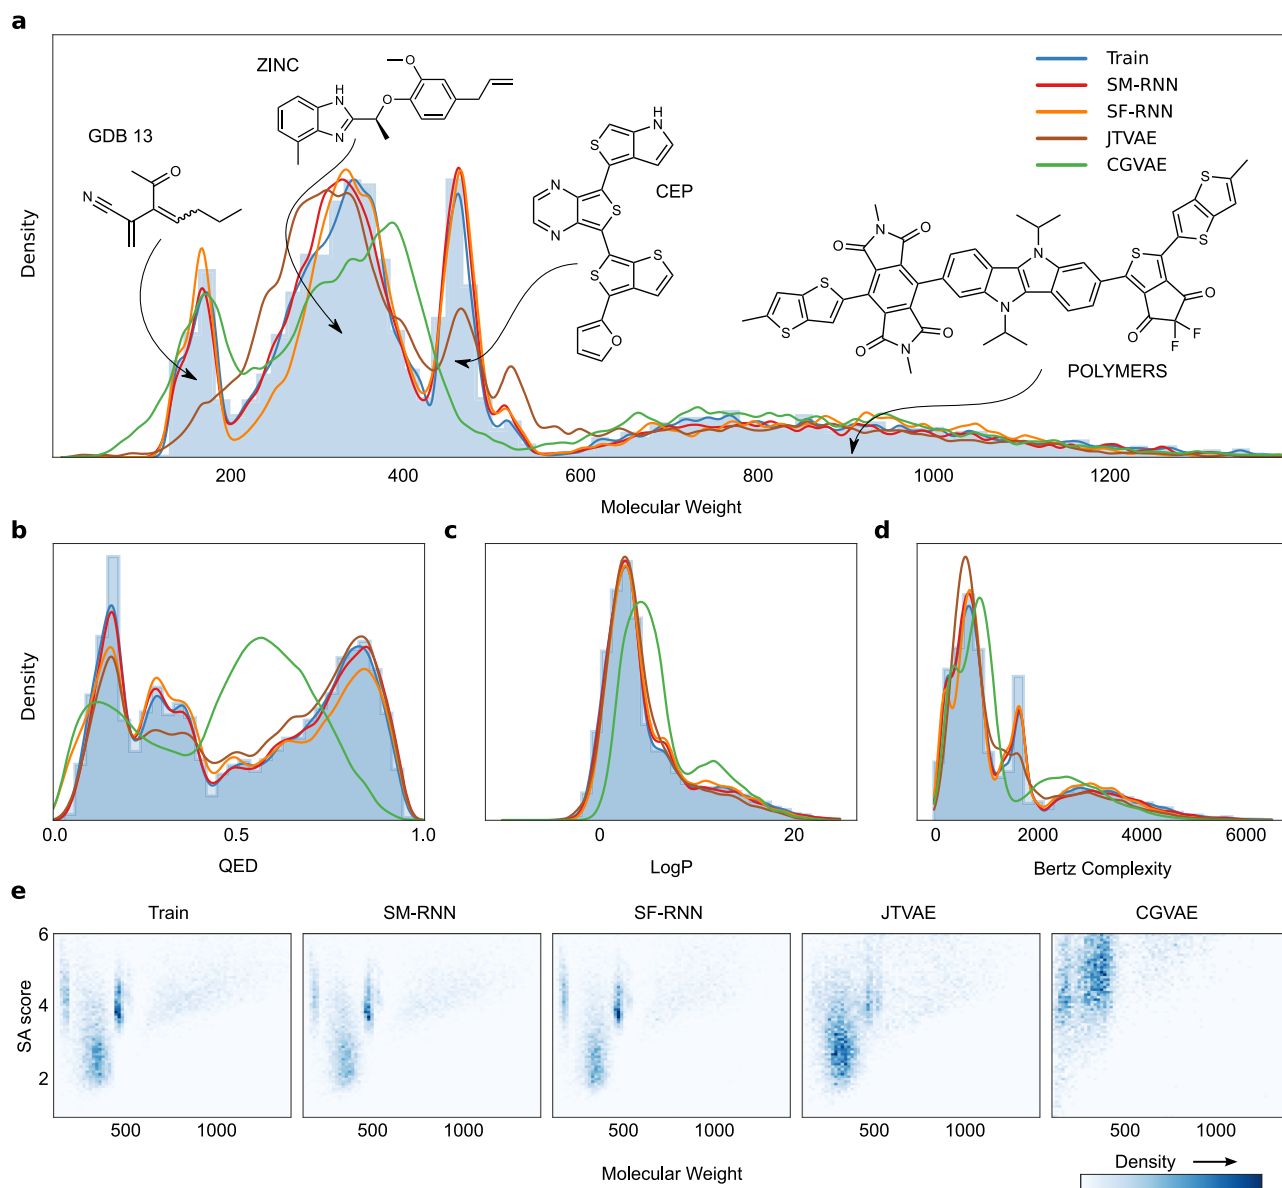 a
ZINC
GDB 13
CEP
POLYMERS
Train
SM-RNN
SF-RNN
JTVAE
CGVAE
N
O
H
N
N
O
O
H
N
S
N
N
S
S
S
O
N
O
O
O
O
N
S
S
N
N
S
S
S
O
O
F
F
Density
200
400
600
800
1000
1200
Molecular Weight
b
c
d
Density
0.0
0.5
1.0
QED
0
20
LogP
0
2000
4000
6000
Bertz Complexity
e
Train
SM-RNN
SF-RNN
JTVAE
CGVAE
SA score
6
4
2
500
1000
500
1000
500
1000
500
1000
500
1000
Molecular Weight
Density